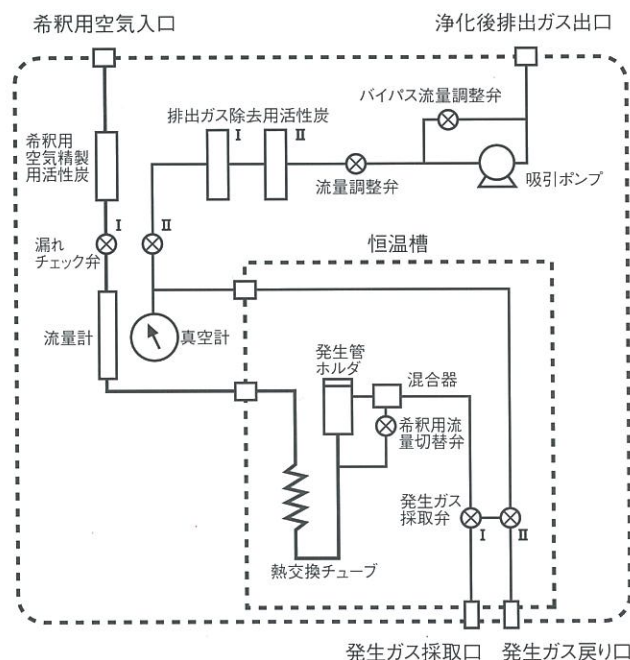 希釈用空気入口
浄化後排出ガス出口
バイパス流量調整弁
排出ガス除去用活性炭
I
II
希釈用
空気精製
用活性炭
流量調整弁
吸引ポンプ
漏れ
チェック弁
I
II
恒温槽
流量計
真空計
発生管
ホルダ
混合器
希釈用流
量切替弁
発生ガス
採取弁
I
II
熱交換チューブ
発生ガス採取口
発生ガス戻り口